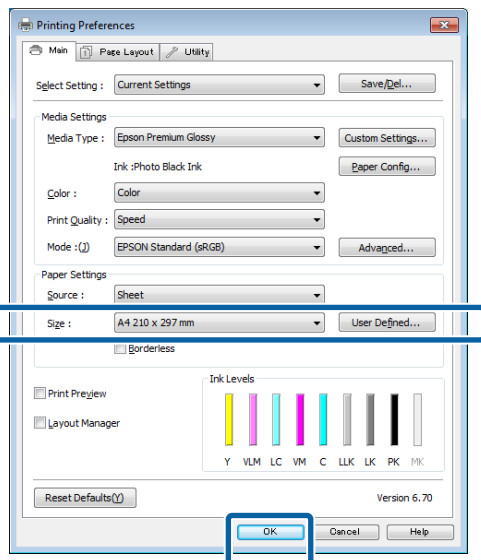 Printing Preferences
Main Page Layout Utility
Select Setting : Current Settings Save/Del...
Media Settings
Media Type : Epson Premium Glossy Custom Settings...
Ink :Photo Black Ink Paper Config...
Color : Color
Print Quality : Speed
Mode :(J) EPSON Standard (sRGB) Advanced...
Paper Settings
Source : Sheet
Size : A4 210 x 297 mm User Defined...
Borderless
Ink Levels
Print Preview
Layout Manager
Y VLM LC VM C LLK LK PK MK
Reset Defaults(Y) Version 6.70
OK Cancel Help